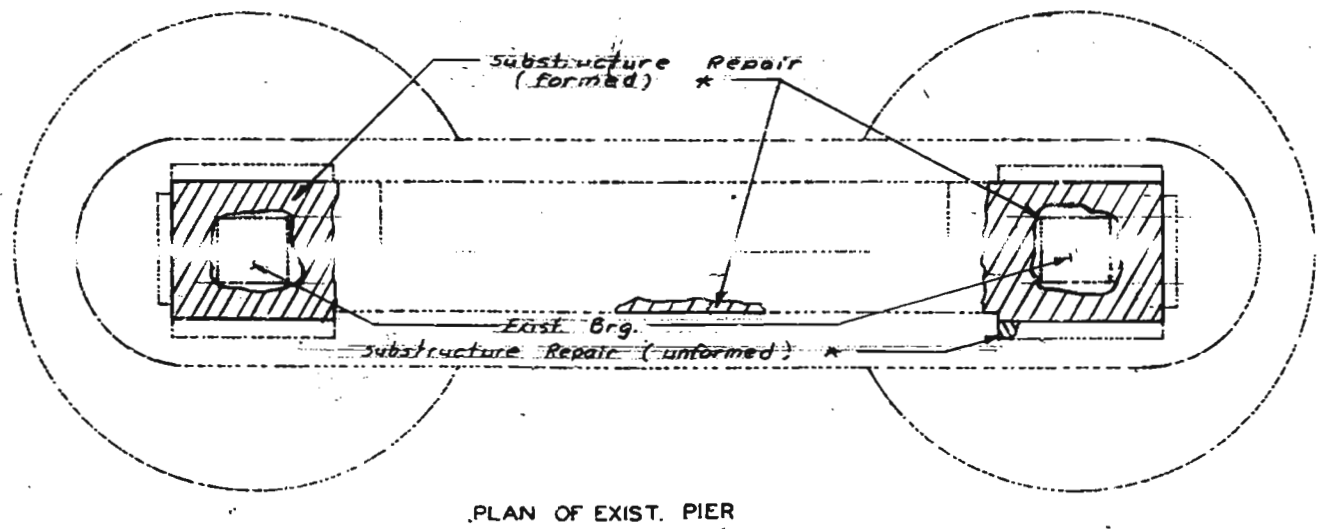 Substructure Repair
(formed) *
Exist Brg.
Substructure Repair (unformed) *
PLAN OF EXIST. PIER